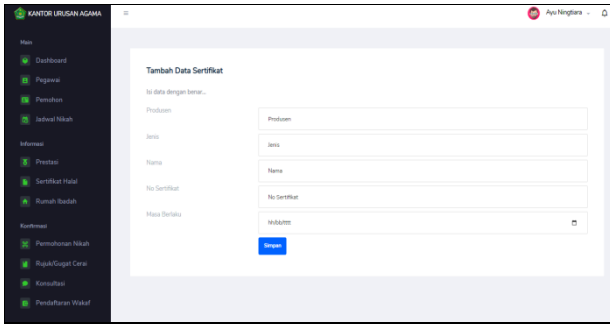 KANTOR URUSAN AGAMA
Ayu Ningtiara
Main
Dashboard
Pegawai
Pemohon
Jadwal Nikah
Informasi
Prestasi
Sertifikat Halal
Rumah Ibadah
Konfirmasi
Permohonan Nikah
Rujuk/Gugat Cerai
Konsultasi
Pendaftaran Wakaf
Tambah Data Sertifikat
Isi data dengan benar...
Produsen
Produsen
Jenis
Jenis
Nama
Nama
No Sertifikat
No Sertifikat
Masa Berlaku
hh/bb/tttt
Simpan